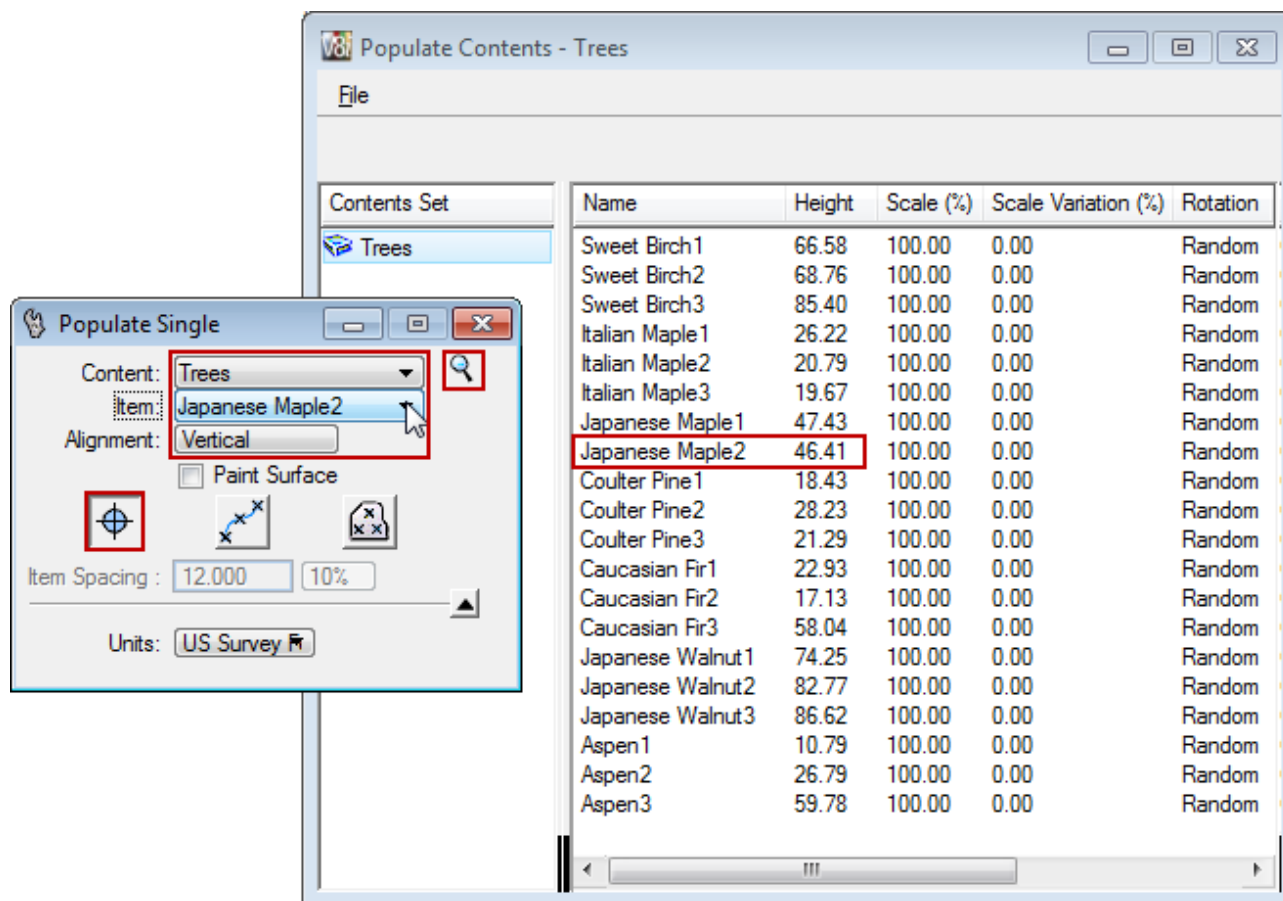 V8i Populate Contents - Trees
File
Contents Set
Trees
Name Height Scale (%) Scale Variation (%) Rotation
Sweet Birch1 66.58 100.00 0.00 Random
Sweet Birch2 68.76 100.00 0.00 Random
Sweet Birch3 85.40 100.00 0.00 Random
Italian Maple1 26.22 100.00 0.00 Random
Italian Maple2 20.79 100.00 0.00 Random
Italian Maple3 19.67 100.00 0.00 Random
Japanese Maple1 47.43 100.00 0.00 Random
Japanese Maple2 46.41 100.00 0.00 Random
Coulter Pine1 18.43 100.00 0.00 Random
Coulter Pine2 28.23 100.00 0.00 Random
Coulter Pine3 21.29 100.00 0.00 Random
Caucasian Fir1 22.93 100.00 0.00 Random
Caucasian Fir2 17.13 100.00 0.00 Random
Caucasian Fir3 58.04 100.00 0.00 Random
Japanese Walnut1 74.25 100.00 0.00 Random
Japanese Walnut2 82.77 100.00 0.00 Random
Japanese Walnut3 86.62 100.00 0.00 Random
Aspen1 10.79 100.00 0.00 Random
Aspen2 26.79 100.00 0.00 Random
Aspen3 59.78 100.00 0.00 Random
Populate Single
Content: Trees
Item: Japanese Maple2
Alignment: Vertical
Paint Surface
Item Spacing : 12.000 10%
Units: US Survey